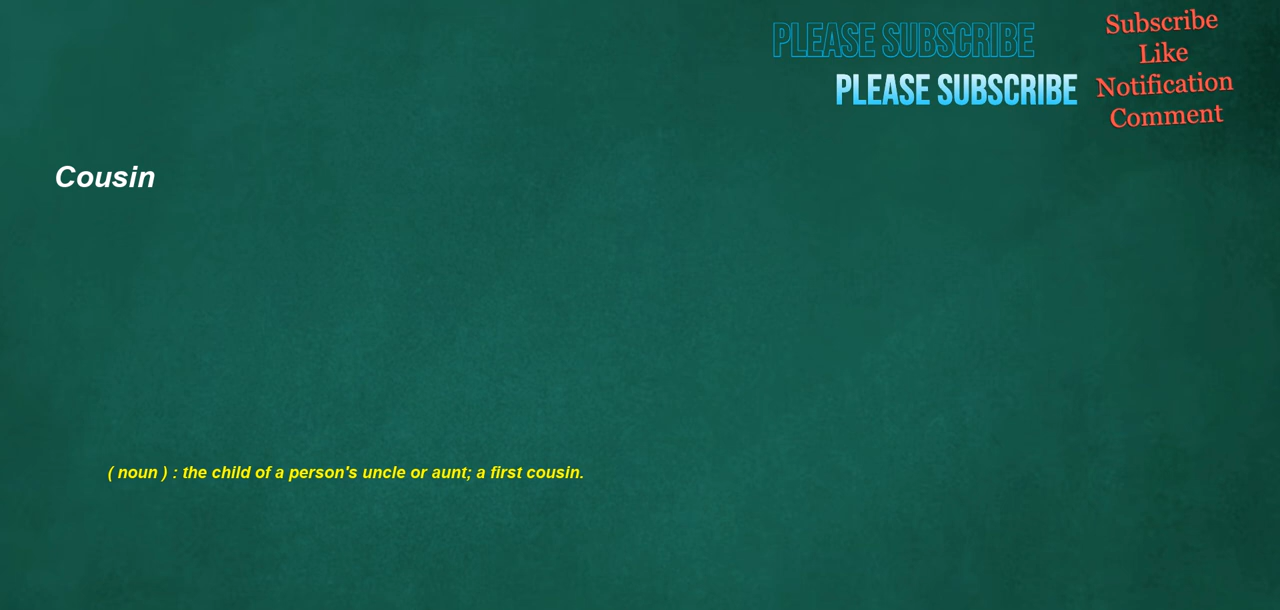 PLEASE SUBSCRIBE
PLEASE SUBSCRIBE
Subscribe
Like
Notification
Comment
Cousin
( noun ) : the child of a person's uncle or aunt; a first cousin.